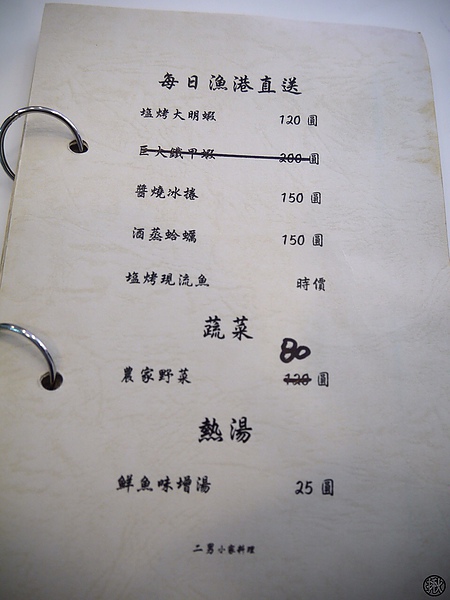 每日漁港直送
塩烤大明蝦 120 圓
巨大鐵甲蝦 200 圓
醬燒冰捲 150 圓
酒蒸蛤蠣 150 圓
塩烤現流魚 時價
蔬菜
80
農家野菜 120 圓
熱湯
鮮魚味增湯 25 圓
二男小家料理